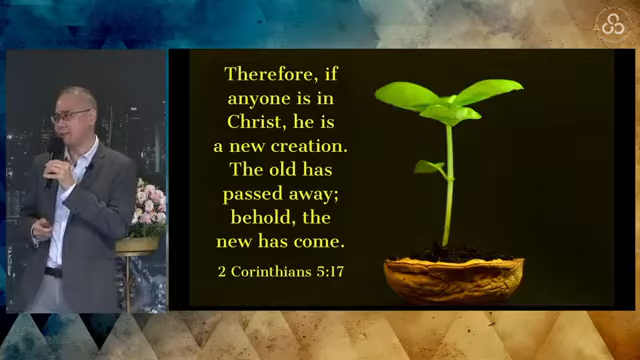 Therefore, if
anyone is in
Christ, he is
a new creation.
The old has
passed away;
behold, the
new has come.
2 Corinthians 5:17